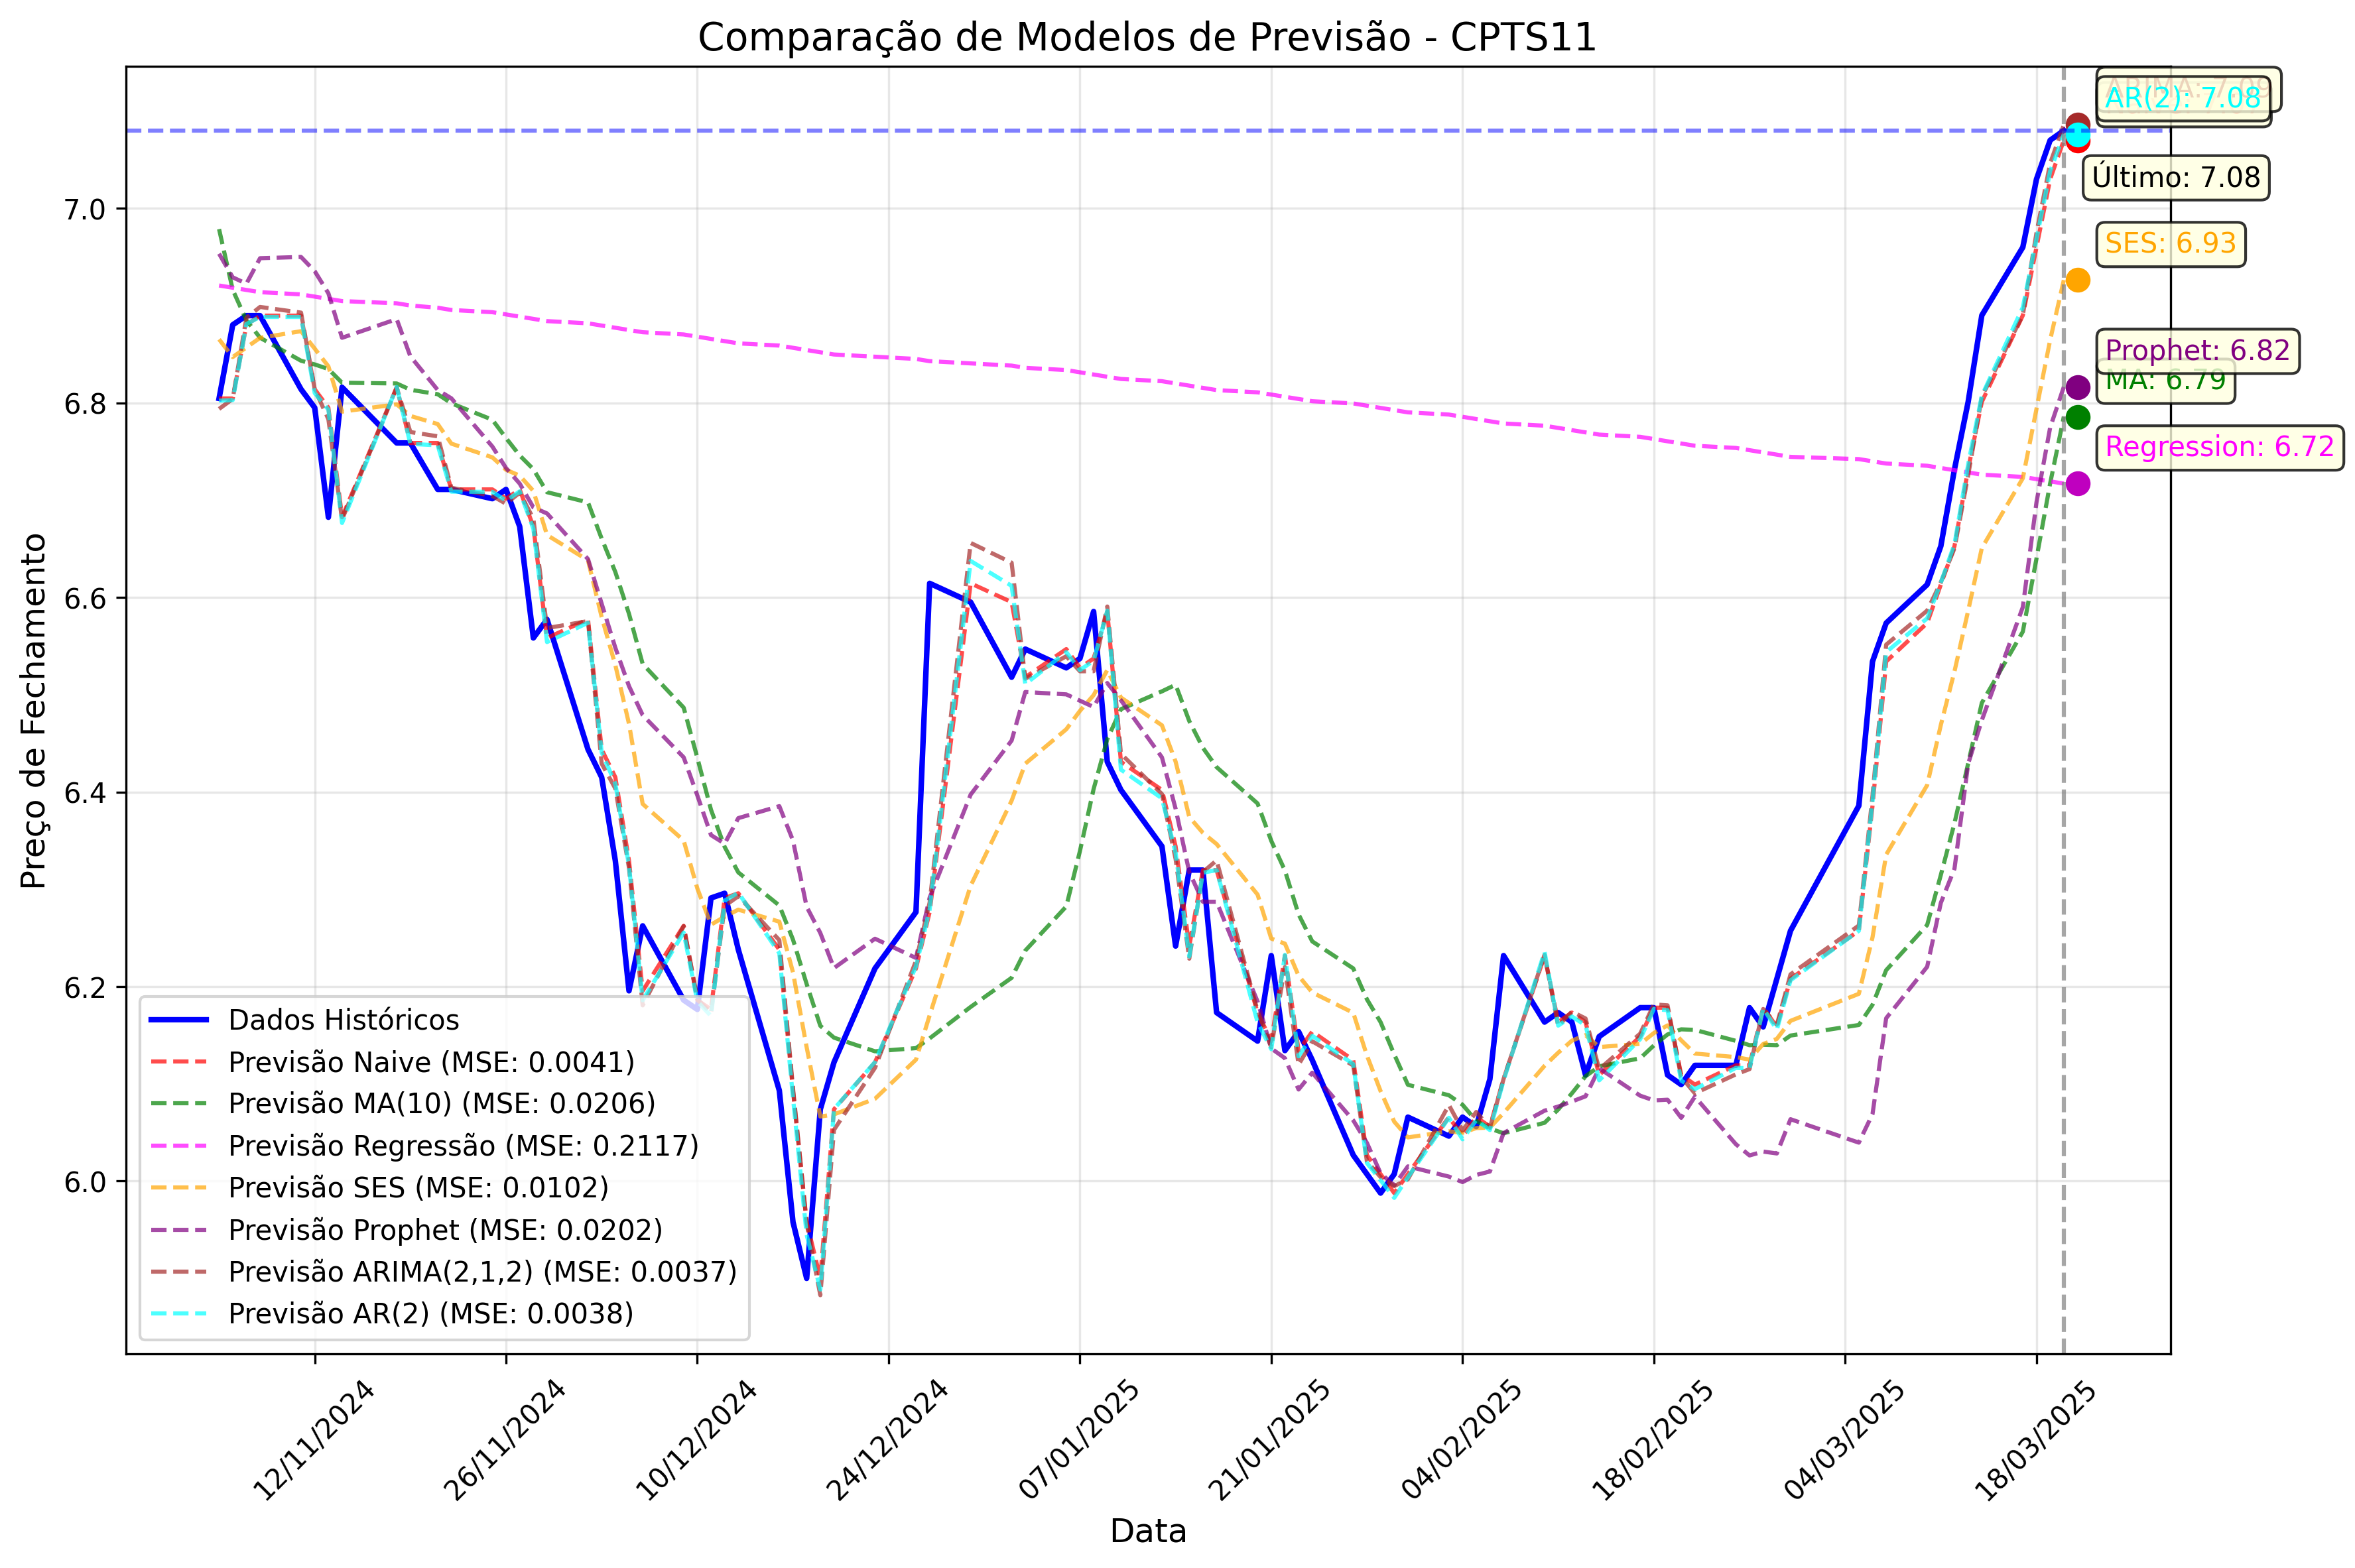 Comparação de Modelos de Previsão - CPTS11
AR(2): 7.08
Último: 7.08
SES: 6.93
Prophet: 6.82
MA: 6.79
Regression: 6.72
Preço de Fechamento
7.0
6.8
6.6
6.4
6.2
6.0
Dados Históricos
Previsão Naive (MSE: 0.0041)
Previsão MA(10) (MSE: 0.0206)
Previsão Regressão (MSE: 0.2117)
Previsão SES (MSE: 0.0102)
Previsão Prophet (MSE: 0.0202)
Previsão ARIMA(2,1,2) (MSE: 0.0037)
Previsão AR(2) (MSE: 0.0038)
12/11/2024
26/11/2024
10/12/2024
24/12/2024
07/01/2025
21/01/2025
04/02/2025
18/02/2025
04/03/2025
18/03/2025
Data